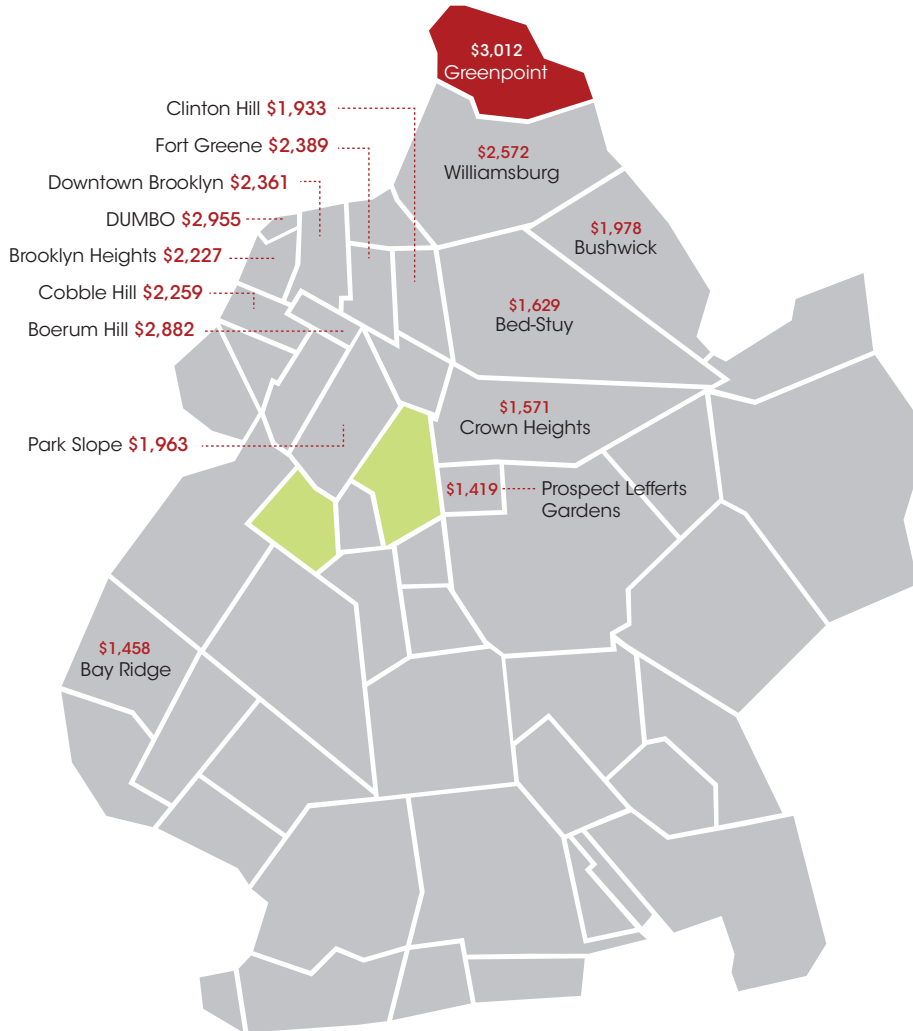 $3,012
Greenpoint
Clinton Hill $1,933
Fort Greene $2,389
$2,572
Williamsburg
Downtown Brooklyn $2,361
DUMBO $2,955
$1,978
Bushwick
Brooklyn Heights $2,227
Cobble Hill $2,259
$1,629
Bed-Stuy
Boerum Hill $2,882
$1,571
Crown Heights
Park Slope $1,963
$1,419 Prospect Lefferts
Gardens
$1,458
Bay Ridge